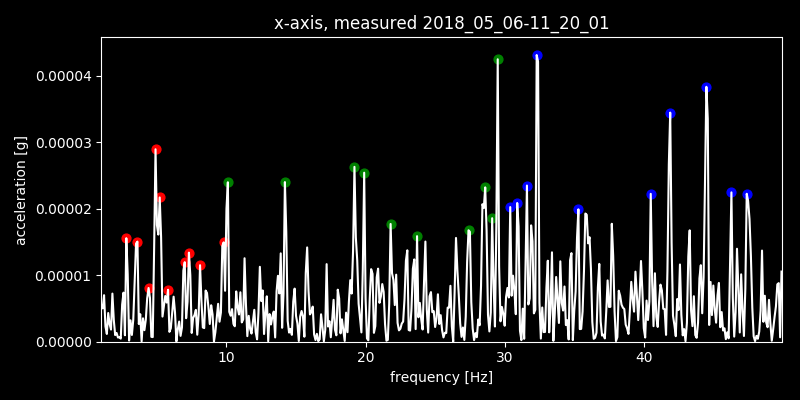 x-axis, measured 2018_05_06-11_20_01
acceleration [g]
0.00004
0.00003
0.00002
0.00001
0.00000
10 20 30 40
frequency [Hz]